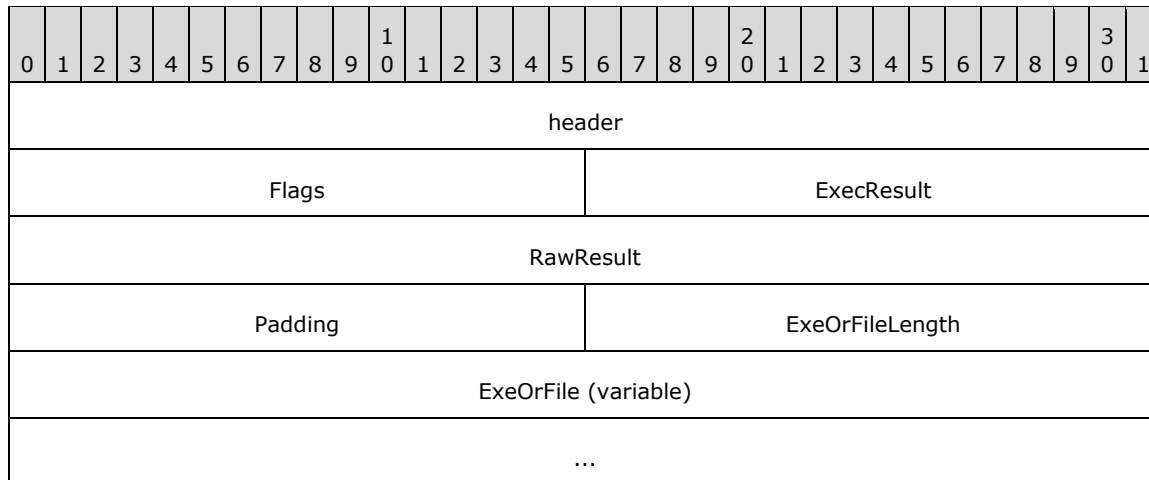 1 2 3
0 1 2 3 4 5 6 7 8 9 0 1 2 3 4 5 6 7 8 9 0 1 2 3 4 5 6 7 8 9 0 1
header
Flags ExecResult
RawResult
Padding ExeOrFileLength
ExeOrFile (variable)
...